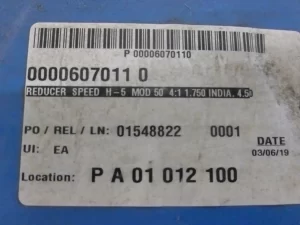 P 00006070110
0000607011 0
REDUCER SPEED H-5 MOD 50 4:1 1.750 INDIA, 4.50
PO / REL / LN: 01548822 0001
UI: EA
DATE
03/06/19
Location: P A 01 012 100